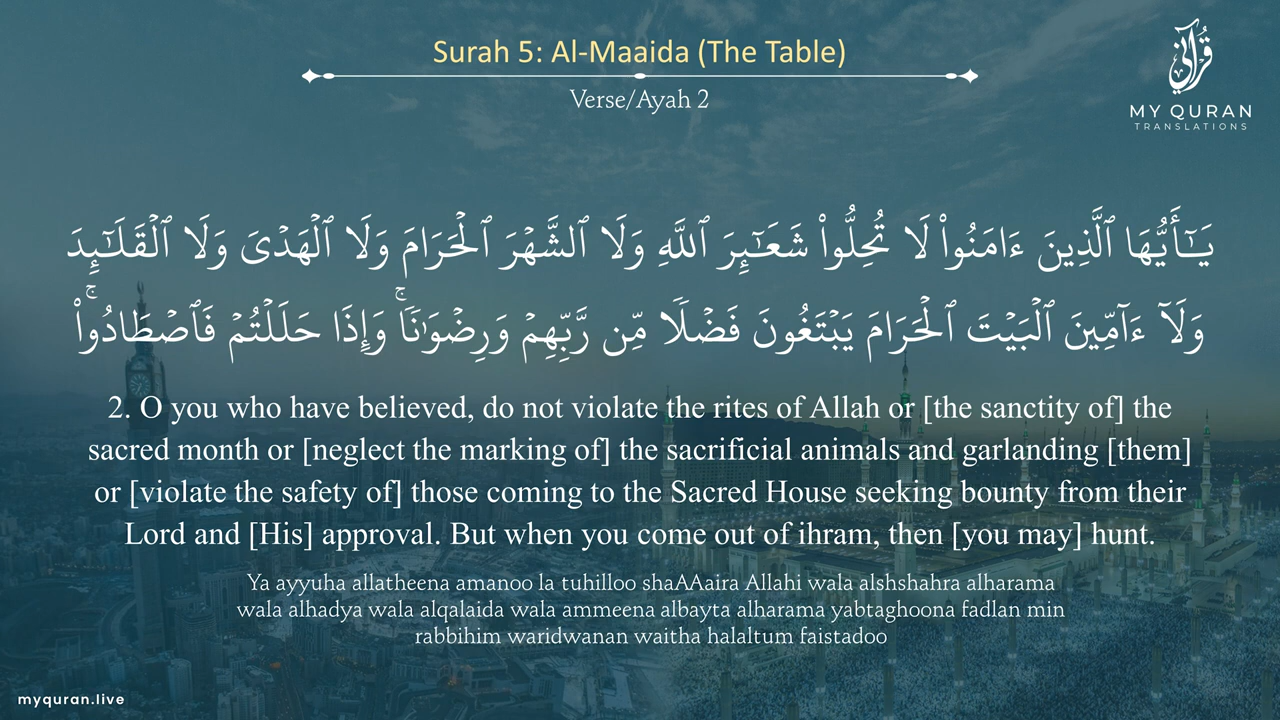 Surah 5: Al-Maaida (The Table)
Verse/Ayah 2
قرآني
MY QURAN
TRANSLATIONS
يَـٰٓأَيُّهَا ٱلَّذِينَ ءَامَنُوا۟ لَا تُحِلُّوا۟ شَعَـٰٓئِرَ ٱللَّهِ وَلَا ٱلشَّهْرَ ٱلْحَرَامَ وَلَا ٱلْهَدْىَ وَلَا ٱلْقَلَـٰٓئِدَ
وَلَآ ءَآمِّينَ ٱلْبَيْتَ ٱلْحَرَامَ يَبْتَغُونَ فَضْلًا مِّن رَّبِّهِمْ وَرِضْوَٰنًا ۚ وَإِذَا حَلَلْتُمْ فَٱصْطَادُوا۟ ۚ
2. O you who have believed, do not violate the rites of Allah or [the sanctity of] the
sacred month or [neglect the marking of] the sacrificial animals and garlanding [them]
or [violate the safety of] those coming to the Sacred House seeking bounty from their
Lord and [His] approval. But when you come out of ihram, then [you may] hunt.
Ya ayyuha allatheena amanoo la tuhilloo shaAAaira Allahi wala alshshahra alharama
wala alhadya wala alqalaida wala ammeena albayta alharama yabtaghoona fadlan min
rabbihim waridwanan waitha halaltum faistadoo
myquran.live